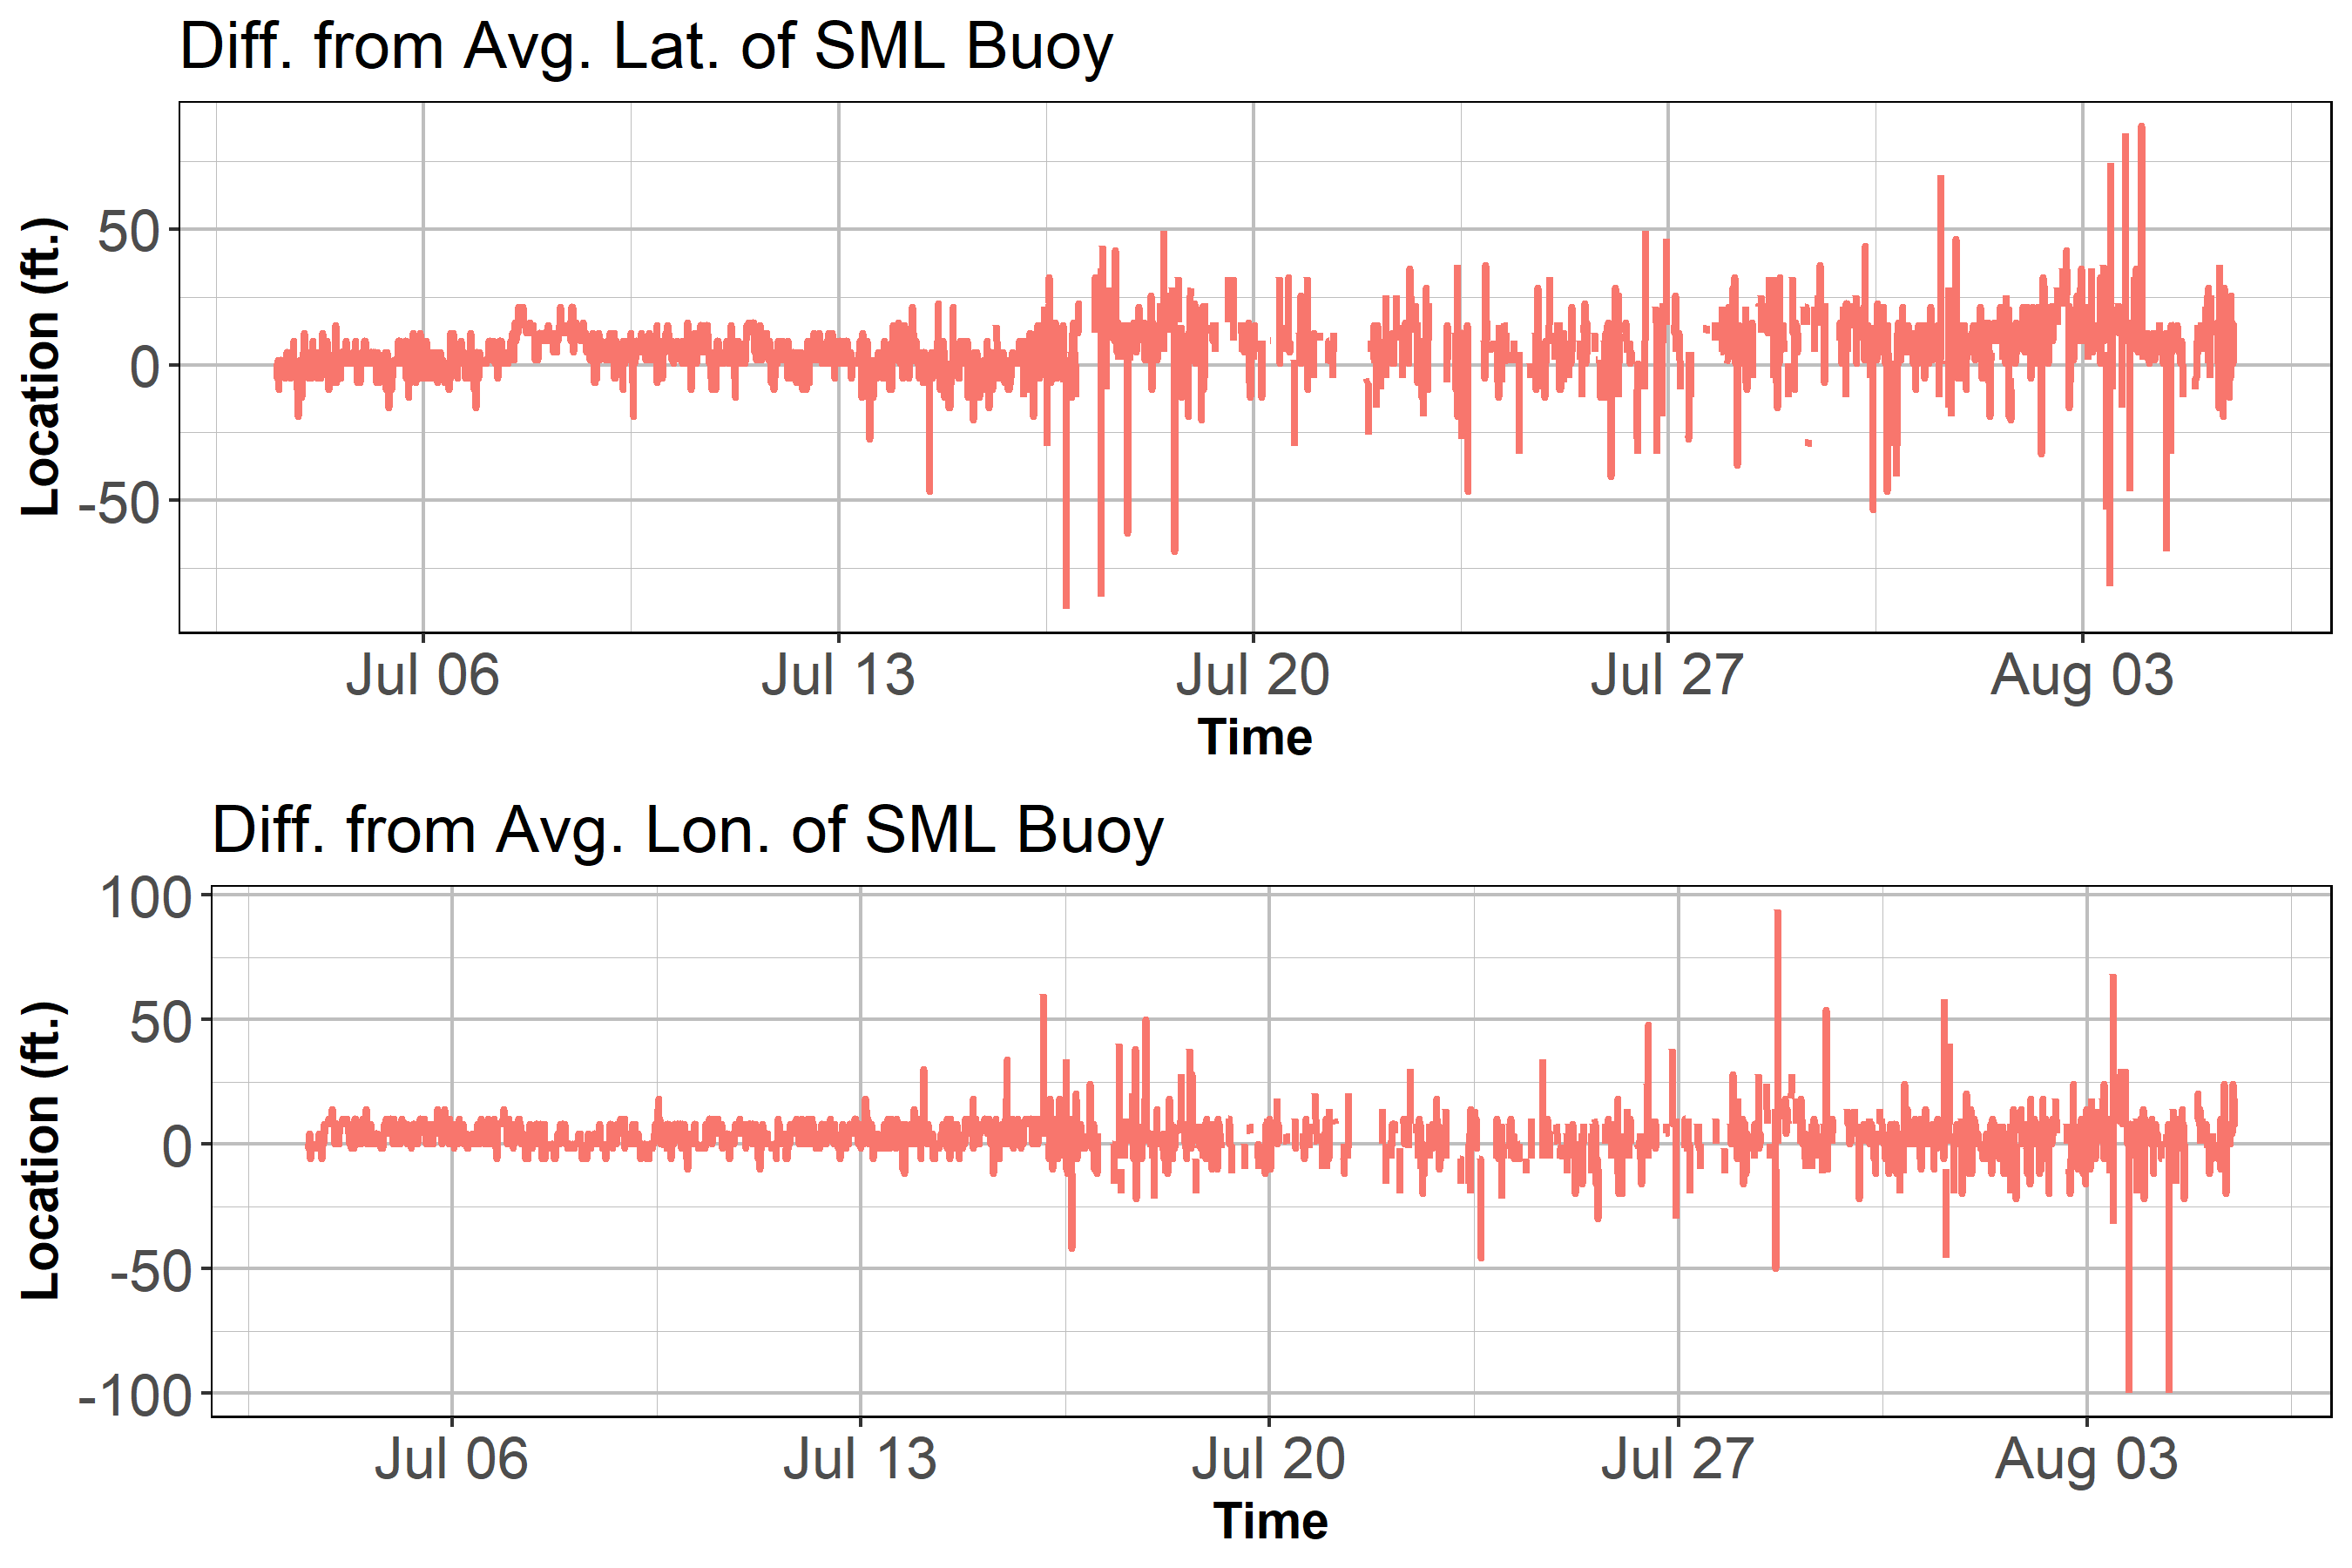 Diff. from Avg. Lat. of SML Buoy
Location (ft.)
50
0
-50
Jul 06 Jul 13 Jul 20 Jul 27 Aug 03
Time
Diff. from Avg. Lon. of SML Buoy
Location (ft.)
100
50
0
-50
-100
Jul 06 Jul 13 Jul 20 Jul 27 Aug 03
Time